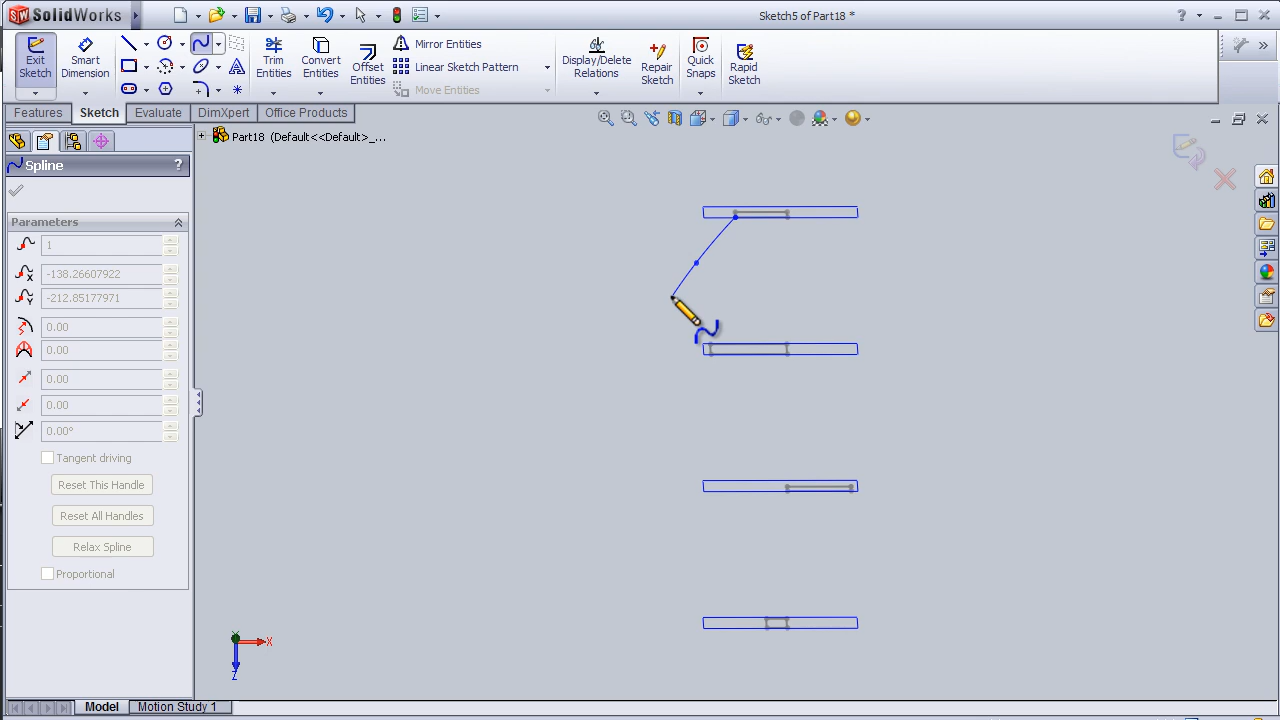 SolidWorks
Sketch5 of Part18 *
?
Exit Sketch
Smart Dimension
Trim Entities
Convert Entities
Offset Entities
Mirror Entities
Linear Sketch Pattern
Move Entities
Display/Delete Relations
Repair Sketch
Quick Snaps
Rapid Sketch
Features
Sketch
Evaluate
DimXpert
Office Products
Part18 (Default<<Default>_...
Spline
?
Parameters
1
-138.26607922
-212.85177971
0.00
0.00
0.00
0.00
0.00°
Tangent driving
Reset This Handle
Reset All Handles
Relax Spline
Proportional
Y
X
Z
Model
Motion Study 1